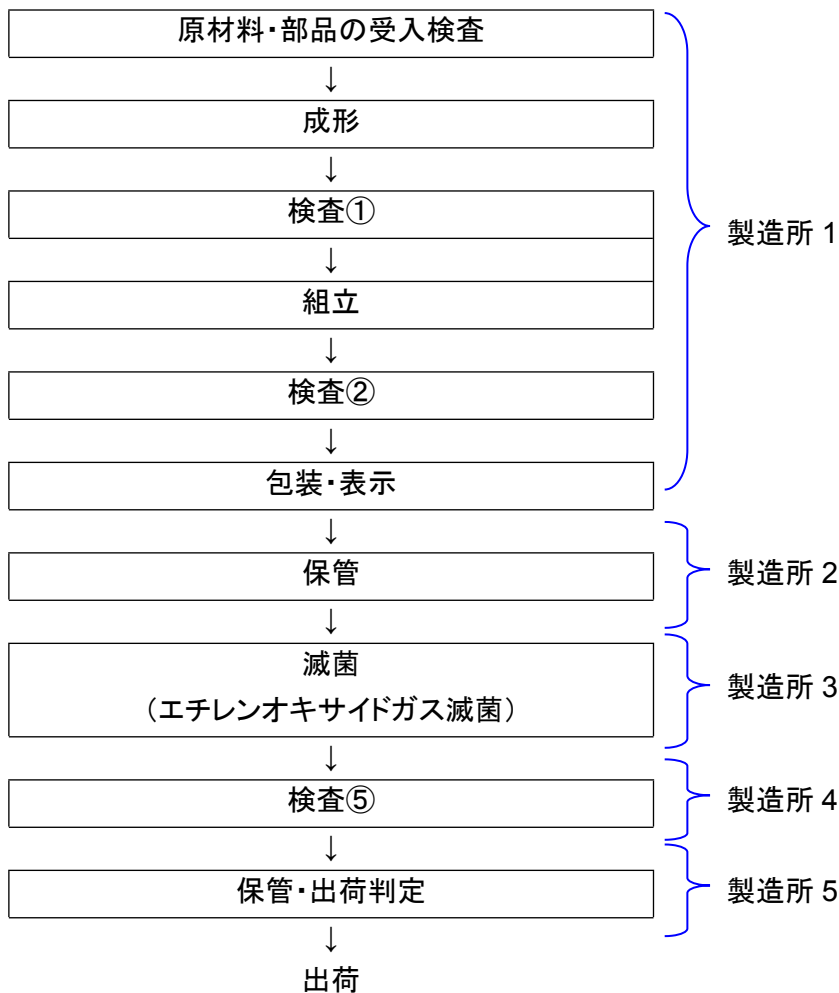 原材料・部品の受入検査
↓
成形
↓
検査①
↓
組立
↓
検査②
↓
包装・表示
製造所 1
↓
保管
製造所 2
↓
滅菌
（エチレンオキサイドガス滅菌）
製造所 3
↓
検査⑤
製造所 4
↓
保管・出荷判定
製造所 5
↓
出荷